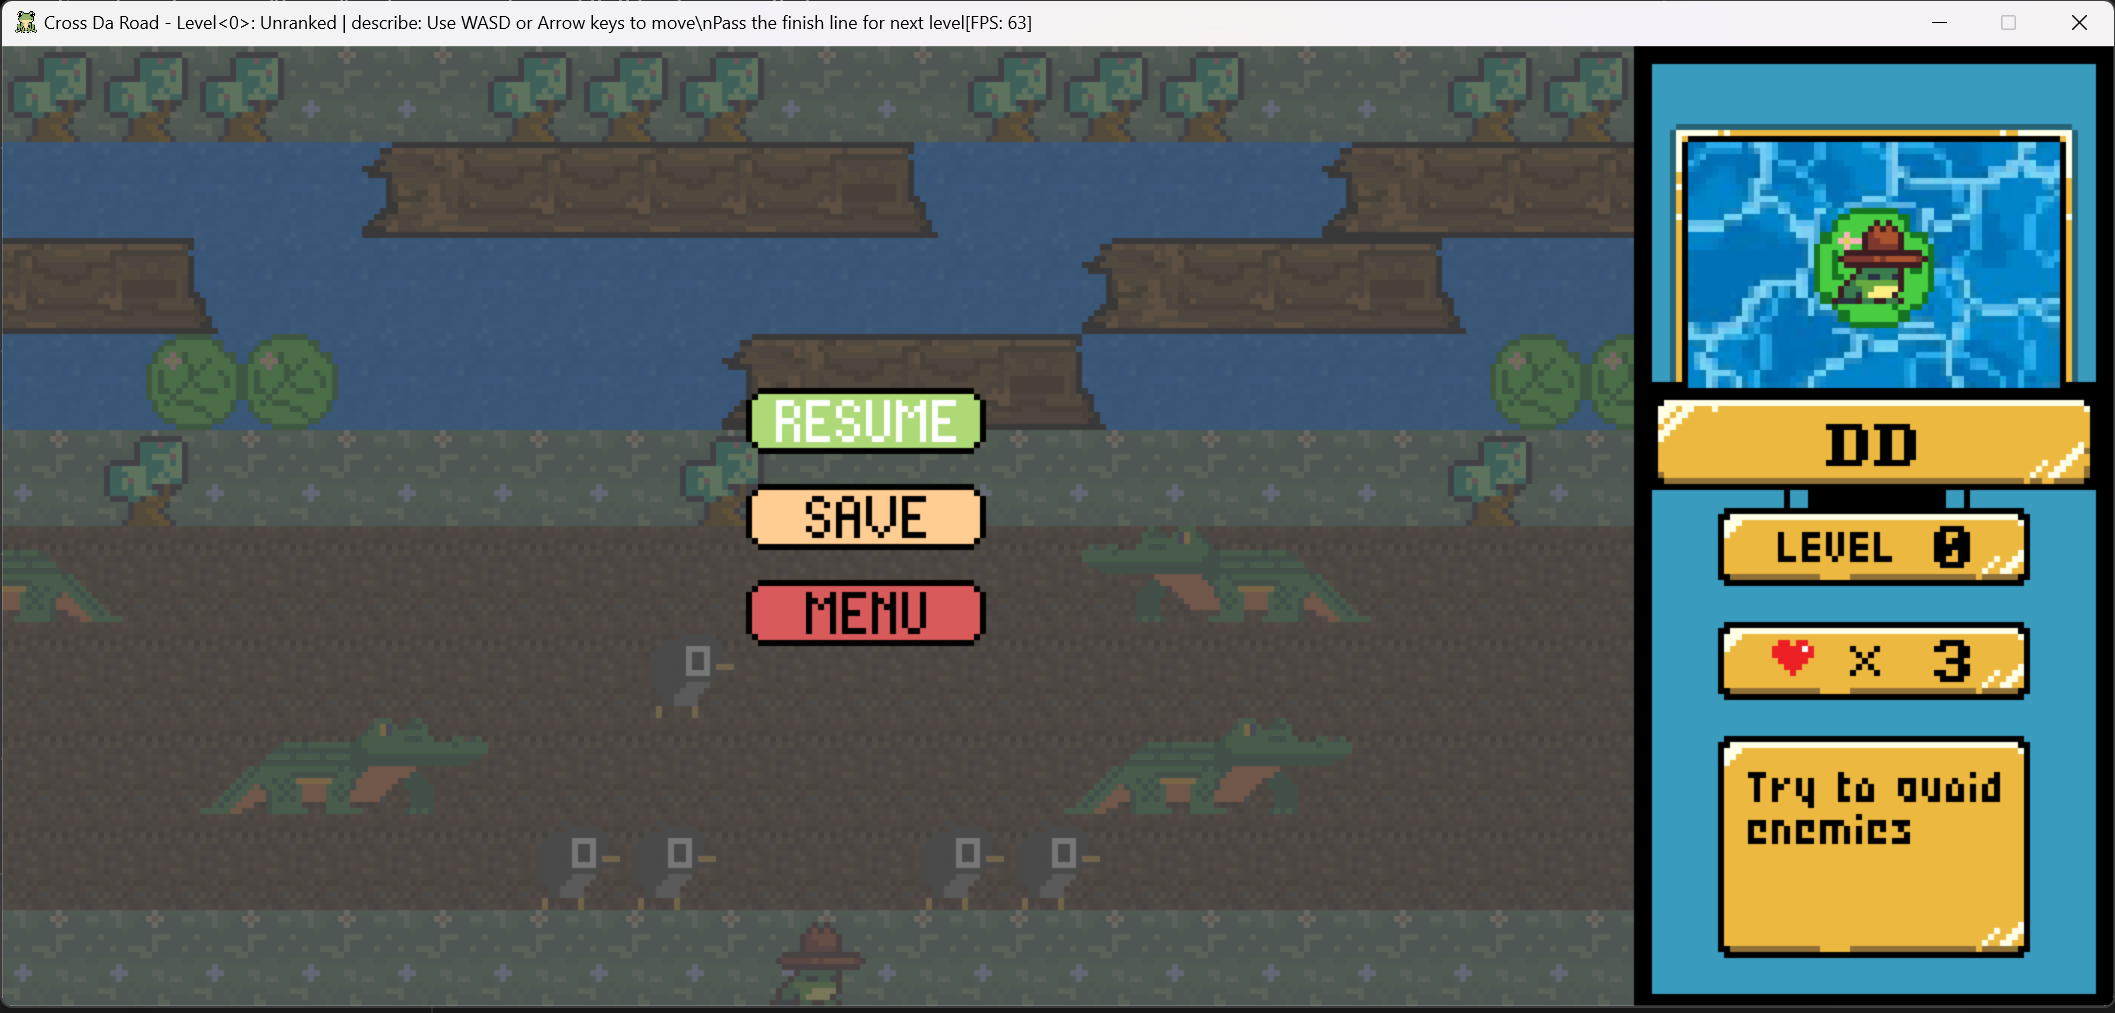 Cross Da Road - Level<0>: Unranked | describe: Use WASD or Arrow keys to move\nPass the finish line for next level[FPS: 63]
RESUME
SAVE
MENU
DD
LEVEL 0
× 3
Try to avoid
enemies